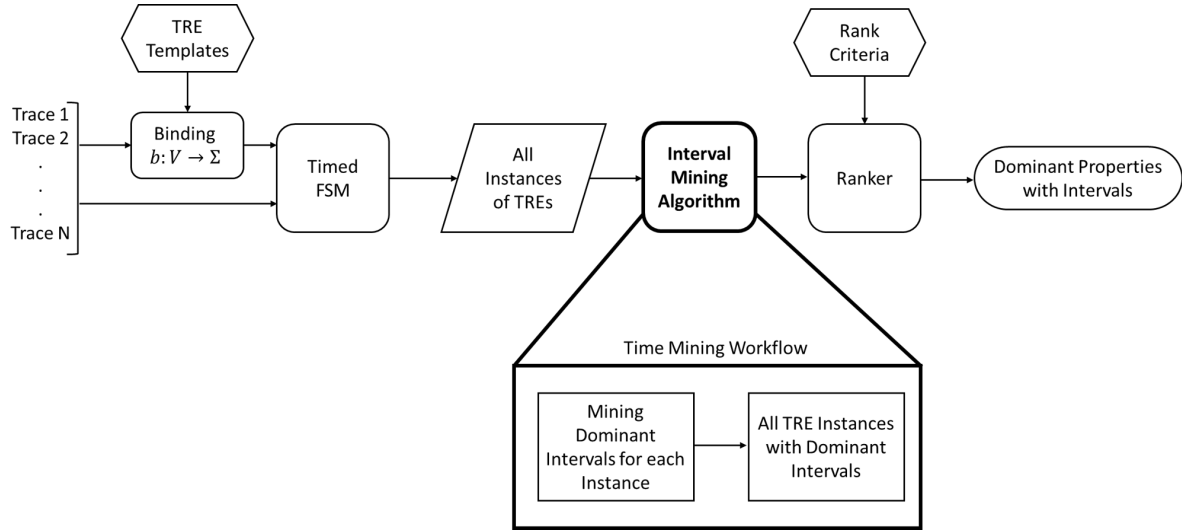 TRE
Templates
Trace 1
Trace 2
.
.
.
Trace N
Binding
b: V → Σ
Timed
FSM
All
Instances
of TREs
Interval
Mining
Algorithm
Rank
Criteria
Ranker
Dominant Properties
with Intervals
Time Mining Workflow
Mining
Dominant
Intervals for each
Instance
All TRE Instances
with Dominant
Intervals